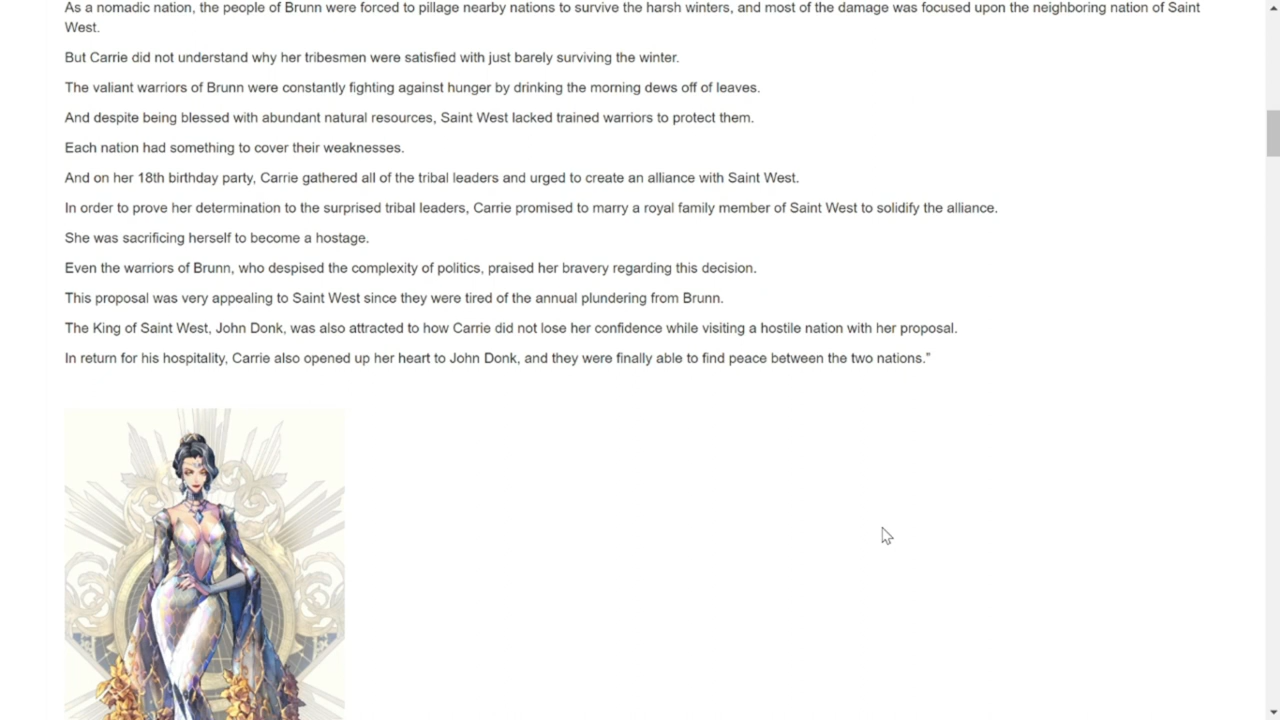 As a nomadic nation, the people of Brunn were forced to pillage nearby nations to survive the harsh winters, and most of the damage was focused upon the neighboring nation of Saint
West.
But Carrie did not understand why her tribesmen were satisfied with just barely surviving the winter.
The valiant warriors of Brunn were constantly fighting against hunger by drinking the morning dews off of leaves.
And despite being blessed with abundant natural resources, Saint West lacked trained warriors to protect them.
Each nation had something to cover their weaknesses.
And on her 18th birthday party, Carrie gathered all of the tribal leaders and urged to create an alliance with Saint West.
In order to prove her determination to the surprised tribal leaders, Carrie promised to marry a royal family member of Saint West to solidify the alliance.
She was sacrificing herself to become a hostage.
Even the warriors of Brunn, who despised the complexity of politics, praised her bravery regarding this decision.
This proposal was very appealing to Saint West since they were tired of the annual plundering from Brunn.
The King of Saint West, John Donk, was also attracted to how Carrie did not lose her confidence while visiting a hostile nation with her proposal.
In return for his hospitality, Carrie also opened up her heart to John Donk, and they were finally able to find peace between the two nations.”